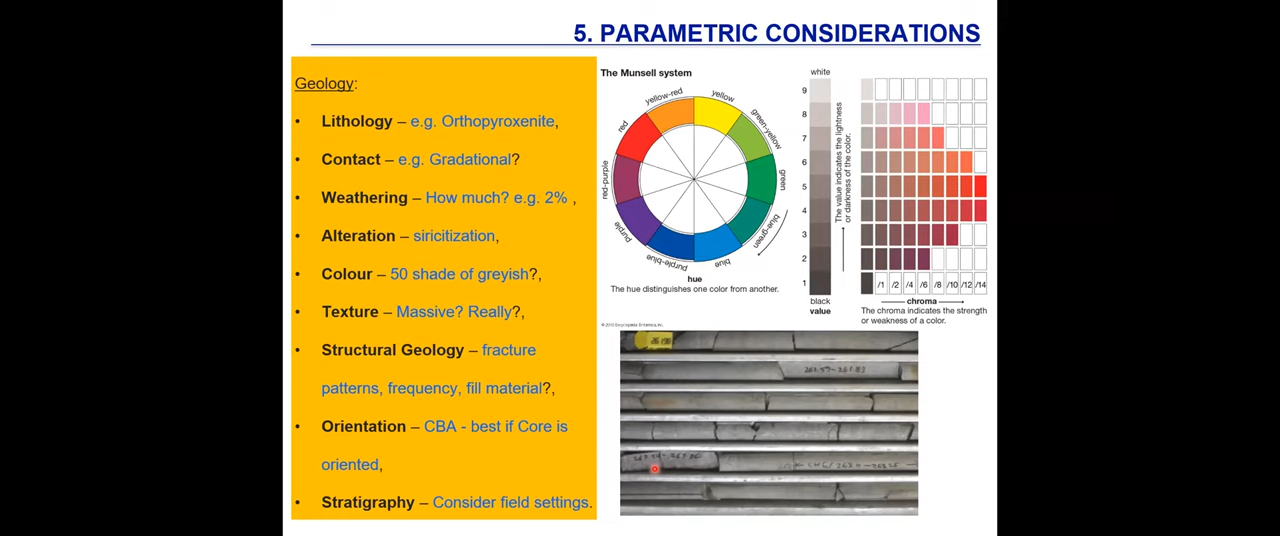 5. PARAMETRIC CONSIDERATIONS
Geology:
• Lithology – e.g. Orthopyroxenite,
• Contact – e.g. Gradational?
• Weathering – How much? e.g. 2% ,
• Alteration – siricitization,
• Colour – 50 shade of greyish?,
• Texture – Massive? Really?,
• Structural Geology – fracture
patterns, frequency, fill material?,
• Orientation – CBA - best if Core is
oriented,
• Stratigraphy – Consider field settings.
The Munsell system
yellow-red
yellow
green-yellow
green
blue-green
blue
purple-blue
purple
red-purple
red
hue
The hue distinguishes one color from another.
© 2010 Encyclopædia Britannica, Inc.
white
9
8
7
6
5
4
3
2
1
black
value
The value indicates the lightness
or darkness of the color.
/1 /2 /4 /6 /8 /10 /12 /14
chroma
The chroma indicates the strength
or weakness of a color.